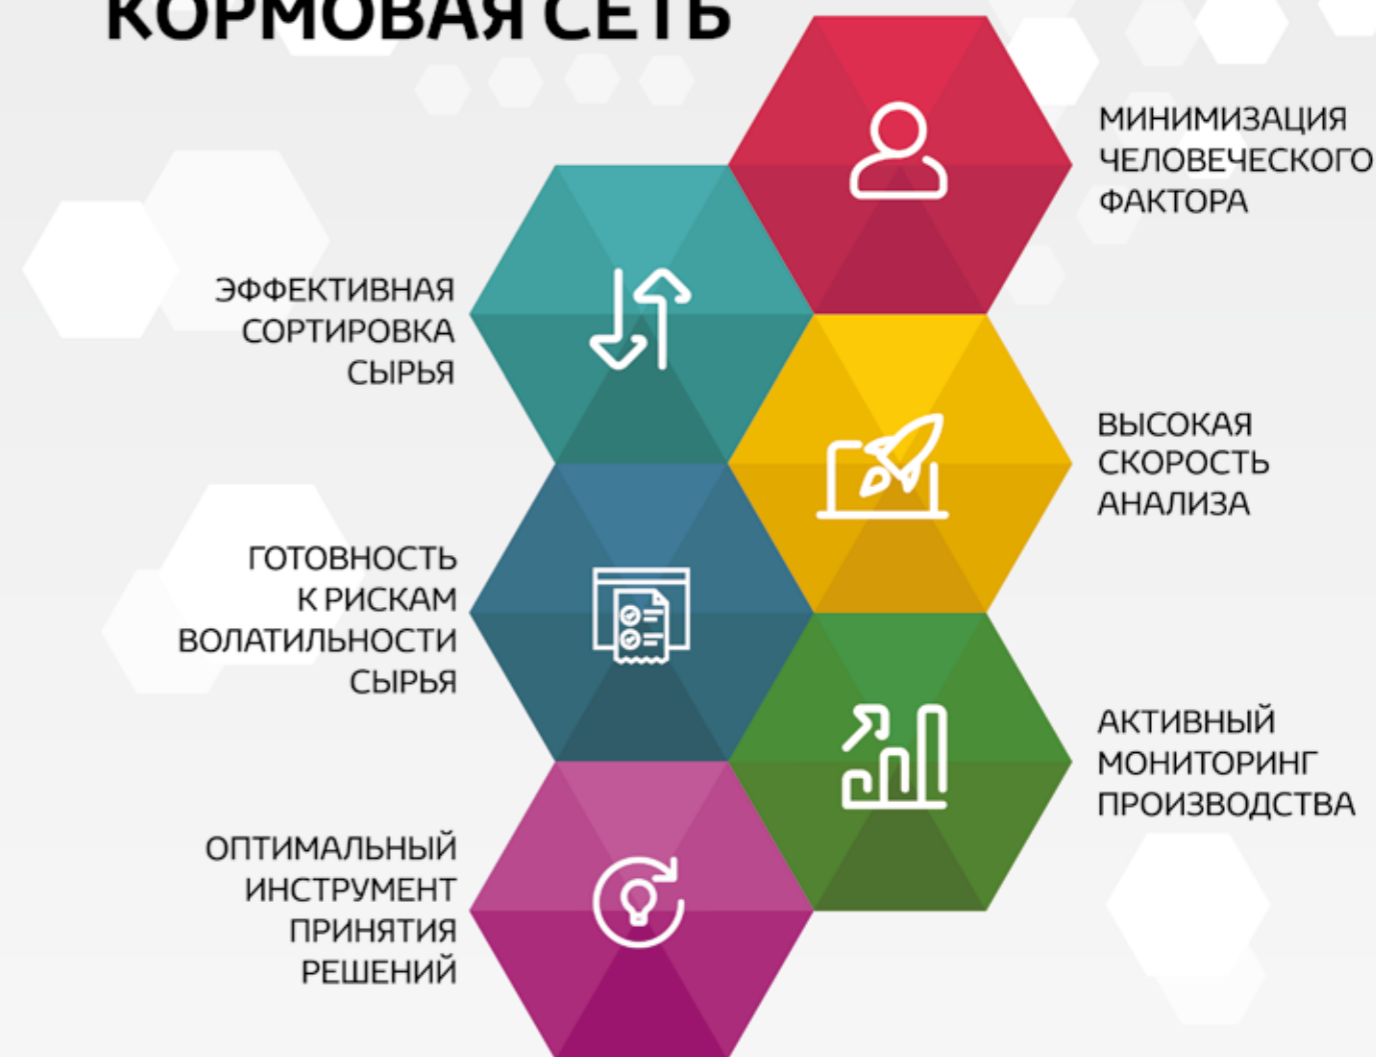 КОРМОВАЯ СЕТЬ
МИНИМИЗАЦИЯ
ЧЕЛОВЕЧЕСКОГО
ФАКТОРА
ЭФФЕКТИВНАЯ
СОРТИРОВКА
СЫРЬЯ
ВЫСОКАЯ
СКОРОСТЬ
АНАЛИЗА
ГОТОВНОСТЬ
К РИСКАМ
ВОЛАТИЛЬНОСТИ
СЫРЬЯ
АКТИВНЫЙ
МОНИТОРИНГ
ПРОИЗВОДСТВА
ОПТИМАЛЬНЫЙ
ИНСТРУМЕНТ
ПРИНЯТИЯ
РЕШЕНИЙ